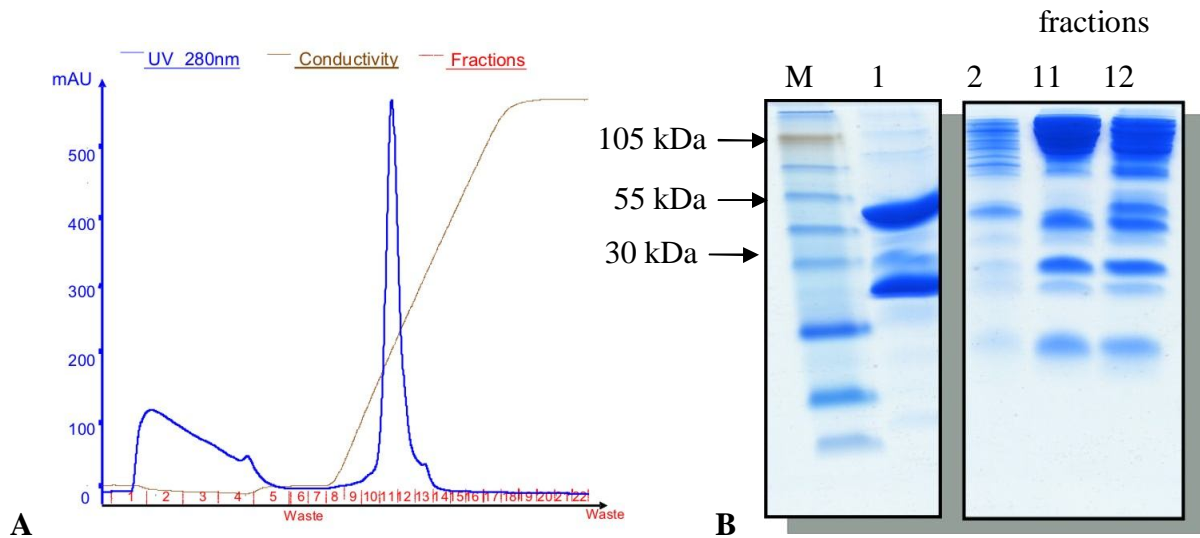 fractions
UV 280nm Conductivity Fractions
mAU
M 1 2 11 12
500
400
300
200
100
0
105 kDa
55 kDa
30 kDa
1 2 3 4 5 6 7 8 9 10 11 12 13 14 15 16 17 18 19 20 21 22
Waste Waste
A B